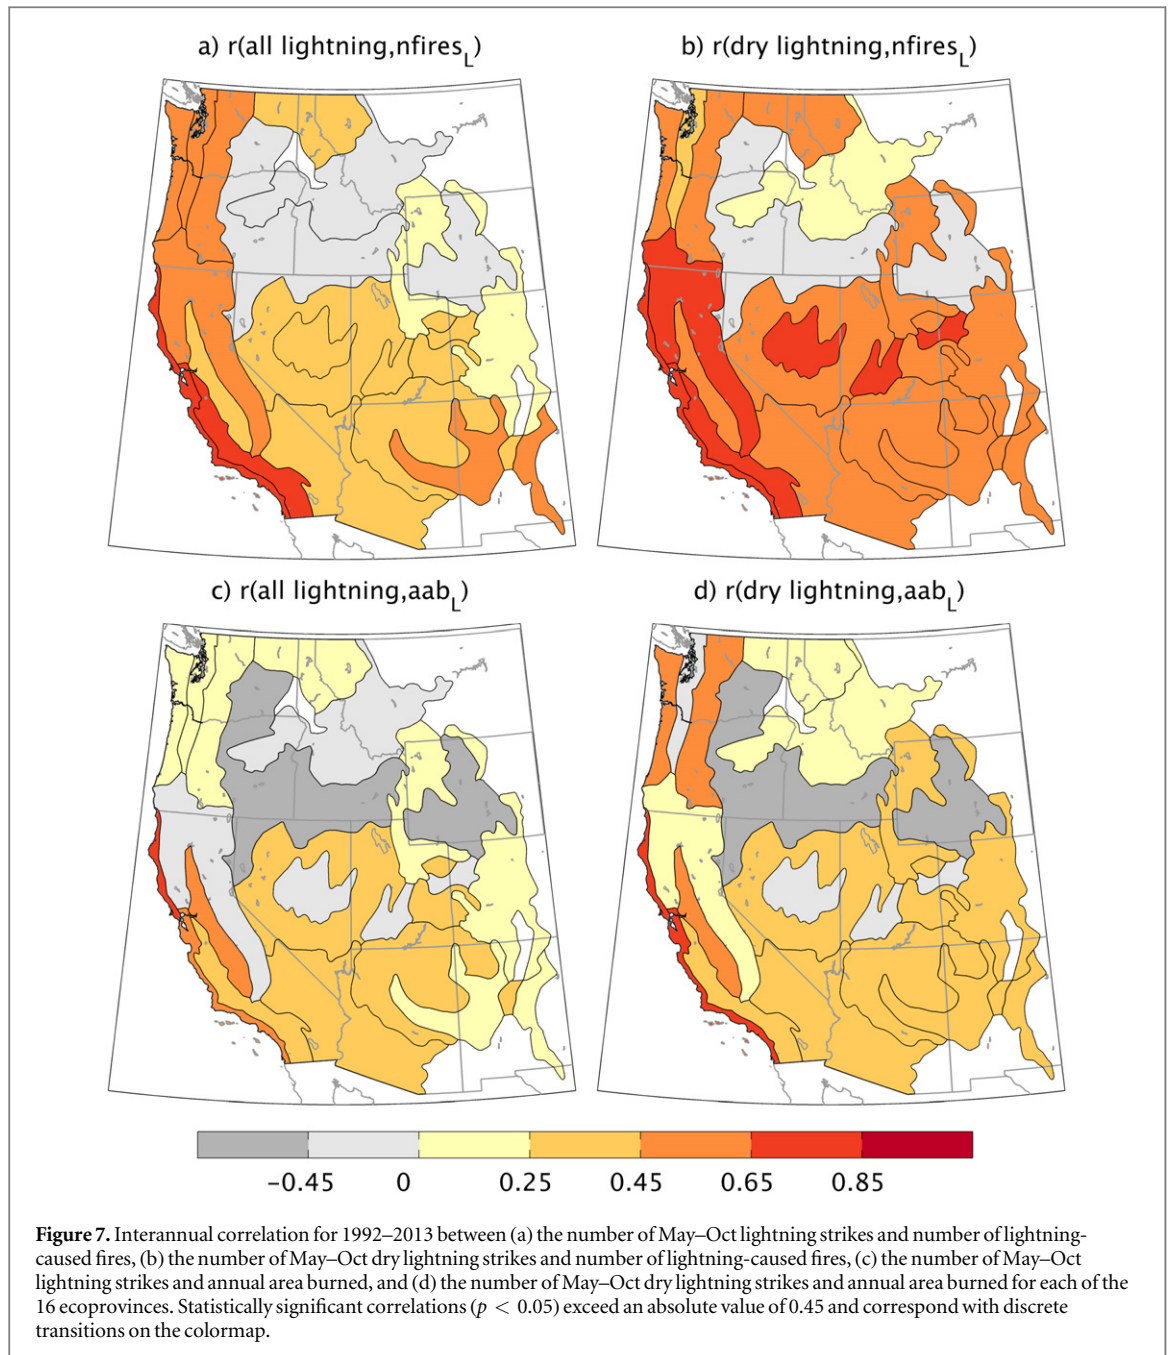 a) r(all lightning,nfires_L)
b) r(dry lightning,nfires_L)
c) r(all lightning,aab_L)
d) r(dry lightning,aab_L)
−0.45 0 0.25 0.45 0.65 0.85
Figure 7. Interannual correlation for 1992–2013 between (a) the number of May–Oct lightning strikes and number of lightning-
caused fires, (b) the number of May–Oct dry lightning strikes and number of lightning-caused fires, (c) the number of May–Oct
lightning strikes and annual area burned, and (d) the number of May–Oct dry lightning strikes and annual area burned for each of the
16 ecoprovinces. Statistically significant correlations (p < 0.05) exceed an absolute value of 0.45 and correspond with discrete
transitions on the colormap.